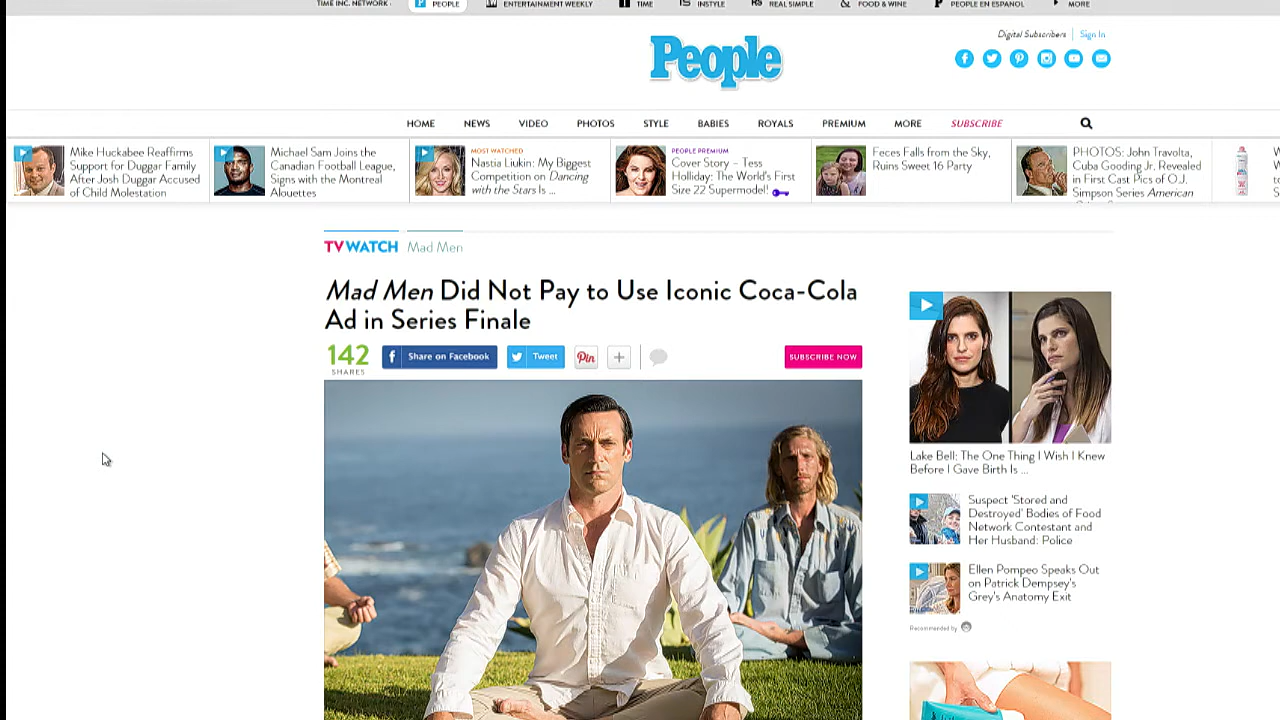 TIME INC. NETWORK
PEOPLE
ENTERTAINMENT WEEKLY
TIME
INSTYLE
REAL SIMPLE
FOOD & WINE
PEOPLE EN ESPANOL
MORE
Digital Subscribers
Sign In
People
HOME NEWS VIDEO PHOTOS STYLE BABIES ROYALS PREMIUM MORE SUBSCRIBE
Mike Huckabee Reaffirms
Support for Duggar Family
After Josh Duggar Accused
of Child Molestation
Michael Sam Joins the
Canadian Football League,
Signs with the Montreal
Alouettes
MOST WATCHED
Nastia Liukin: My Biggest
Competition on Dancing
with the Stars Is ...
PEOPLE PREMIUM
Cover Story – Tess
Holliday: The World's First
Size 22 Supermodel!
Feces Falls from the Sky,
Ruins Sweet 16 Party
PHOTOS: John Travolta,
Cuba Gooding Jr. Revealed
in First Cast Pics of O.J.
Simpson Series American
TVWATCH Mad Men
Mad Men Did Not Pay to Use Iconic Coca-Cola
Ad in Series Finale
142
SHARES
Share on Facebook
Tweet
Pin
+
SUBSCRIBE NOW
Lake Bell: The One Thing I Wish I Knew
Before I Gave Birth Is ...
Suspect 'Stored and
Destroyed' Bodies of Food
Network Contestant and
Her Husband: Police
Ellen Pompeo Speaks Out
on Patrick Dempsey's
Grey's Anatomy Exit
Recommended by